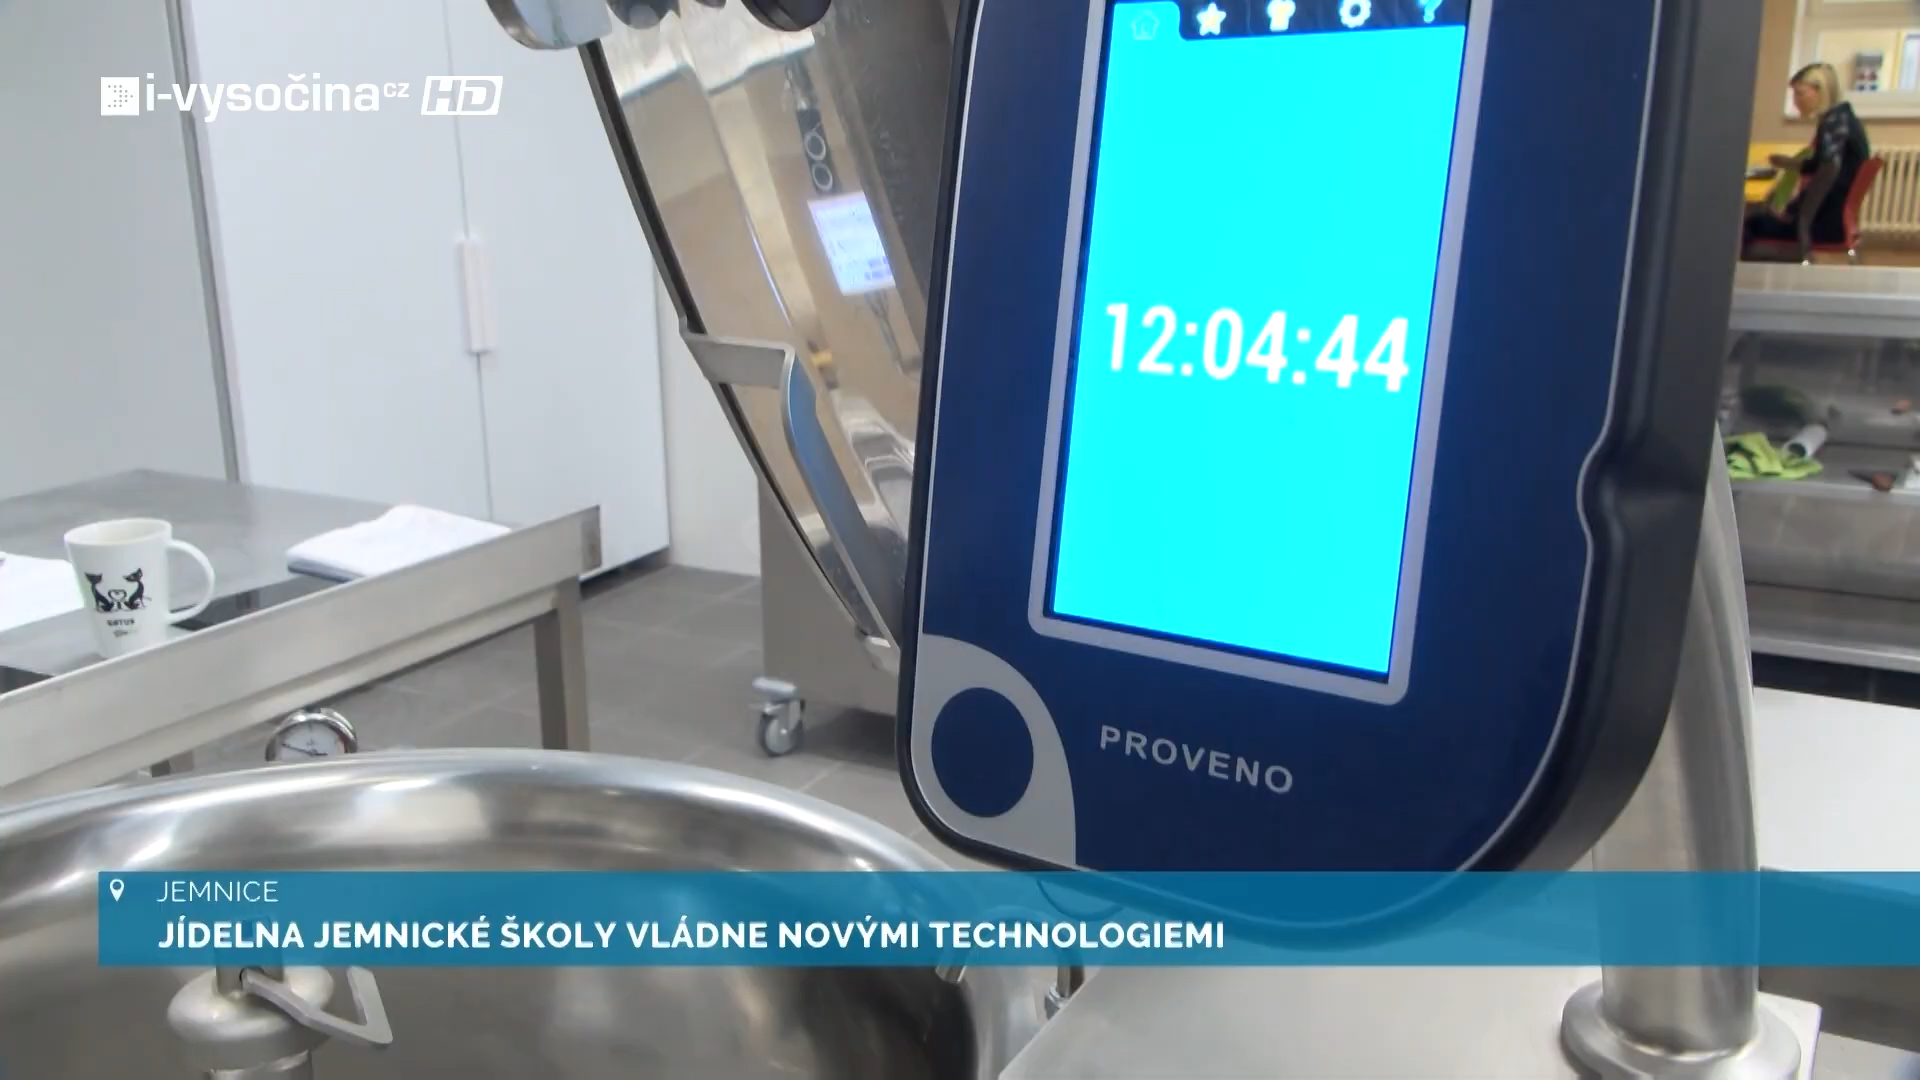 i-vysočina.cz HD
12:04:44
PROVENO
JEMNICE
JÍDELNA JEMNICKÉ ŠKOLY VLÁDNE NOVÝMI TECHNOLOGIEMI